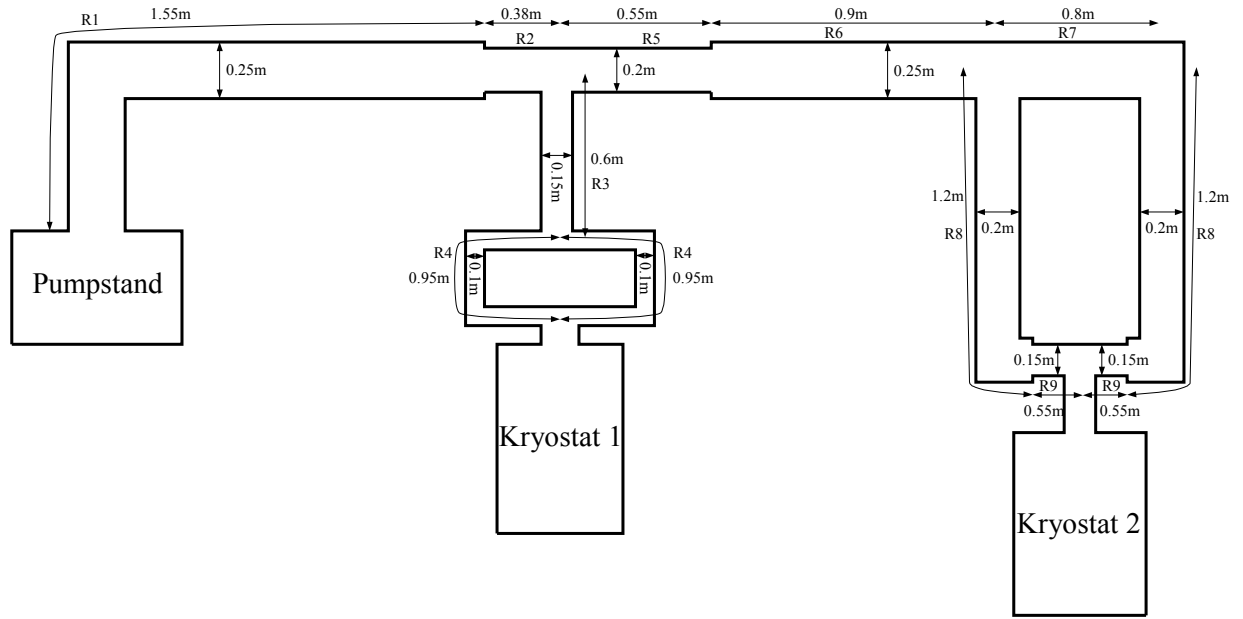 R1
1.55m
0.38m
0.55m
0.9m
0.8m
R2
R5
R6
R7
0.25m
0.2m
0.25m
0.15m
0.6m
R3
1.2m
R8
0.2m
0.2m
1.2m
R8
R4
0.95m
0.1m
0.1m
R4
0.95m
Pumpstand
0.15m
0.15m
R9
R9
0.55m
0.55m
Kryostat 1
Kryostat 2